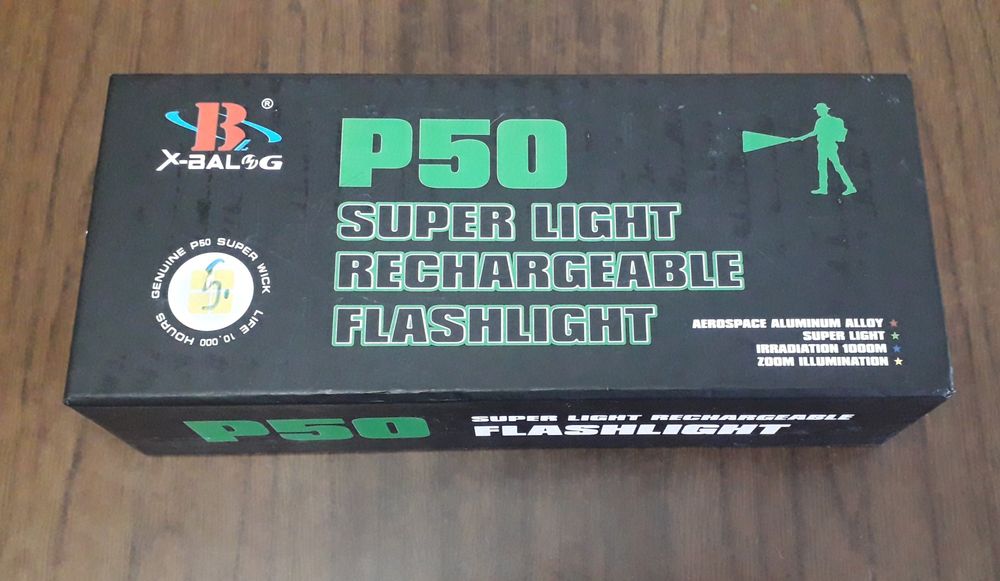 B
L
®
X-BALOG
P50
SUPER LIGHT
RECHARGEABLE
FLASHLIGHT
GENUINE P50 SUPER WICK
LIFE 10,000 HOURS
AEROSPACE ALUMINUM ALLOY ★
SUPER LIGHT ★
IRRADIATION 1000M ★
ZOOM ILLUMINATION ★
P50
SUPER LIGHT RECHARGEABLE
FLASHLIGHT